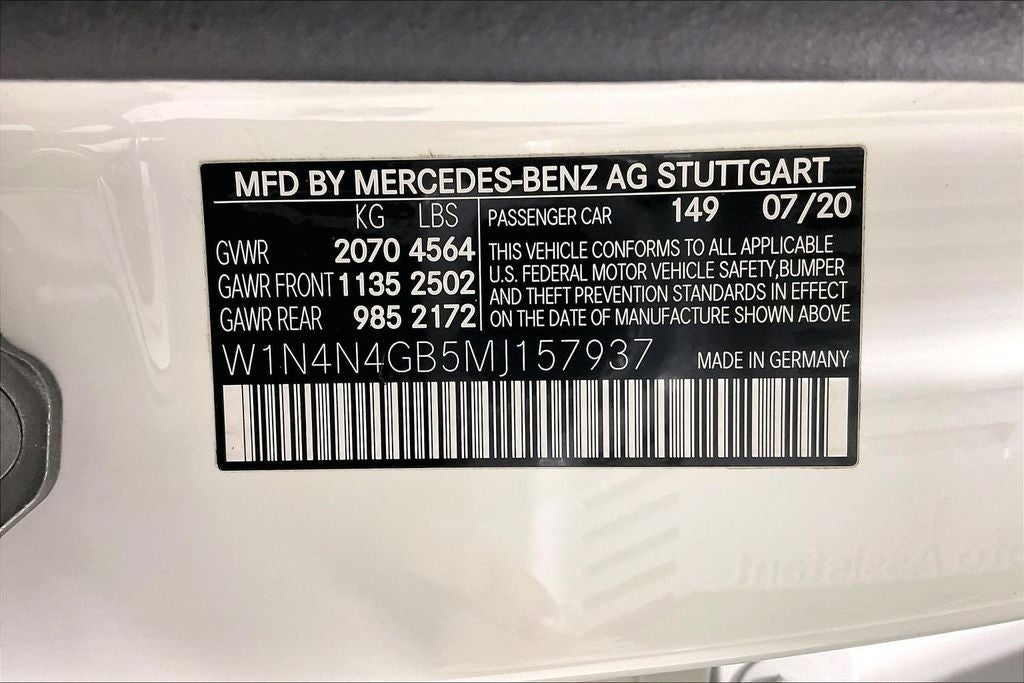 MFD BY MERCEDES-BENZ AG STUTTGART
KG LBS
GVWR 2070 4564
GAWR FRONT 1135 2502
GAWR REAR 985 2172
PASSENGER CAR 149 07/20
THIS VEHICLE CONFORMS TO ALL APPLICABLE
U.S. FEDERAL MOTOR VEHICLE SAFETY,BUMPER
AND THEFT PREVENTION STANDARDS IN EFFECT
ON THE DATE OF MANUFACTURE SHOWN ABOVE
W1N4N4GB5MJ157937 MADE IN GERMANY